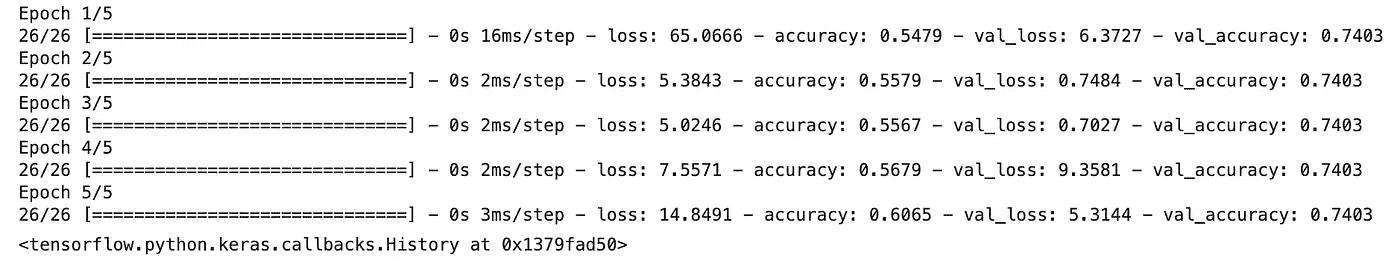 Epoch 1/5
26/26 [==============================] - 0s 16ms/step - loss: 65.0666 - accuracy: 0.5479 - val_loss: 6.3727 - val_accuracy: 0.7403
Epoch 2/5
26/26 [==============================] - 0s 2ms/step - loss: 5.3843 - accuracy: 0.5579 - val_loss: 0.7484 - val_accuracy: 0.7403
Epoch 3/5
26/26 [==============================] - 0s 2ms/step - loss: 5.0246 - accuracy: 0.5567 - val_loss: 0.7027 - val_accuracy: 0.7403
Epoch 4/5
26/26 [==============================] - 0s 2ms/step - loss: 7.5571 - accuracy: 0.5679 - val_loss: 9.3581 - val_accuracy: 0.7403
Epoch 5/5
26/26 [==============================] - 0s 3ms/step - loss: 14.8491 - accuracy: 0.6065 - val_loss: 5.3144 - val_accuracy: 0.7403
<tensorflow.python.keras.callbacks.History at 0x1379fad50>